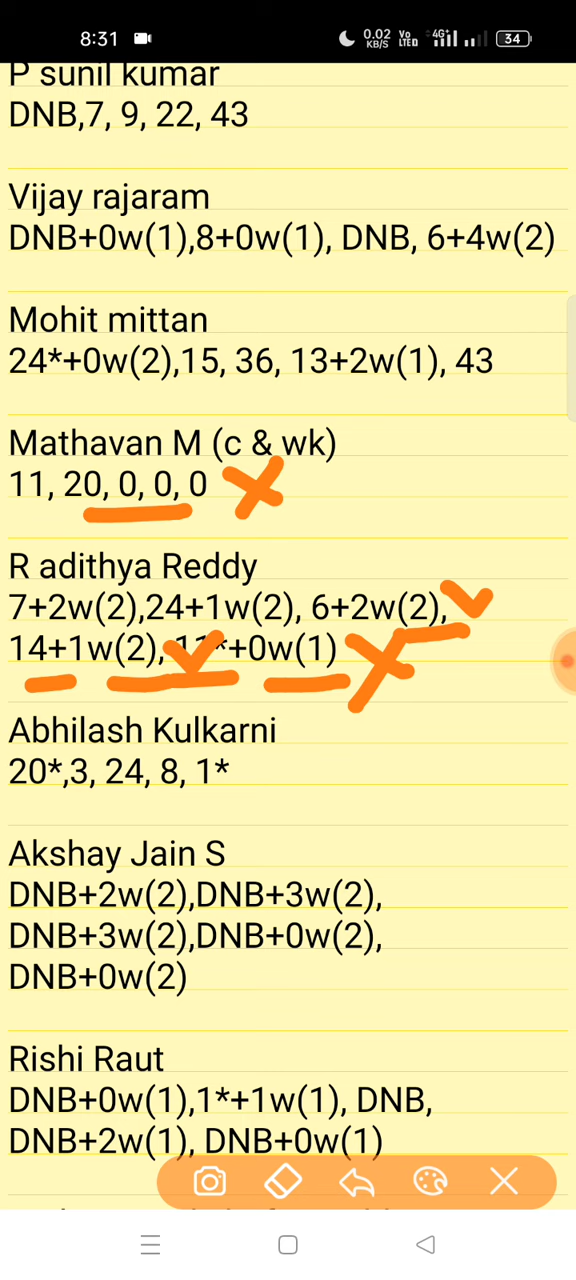 8:31
0.02 KB/S Vo LTED 4G+ 34
P sunil kumar
DNB,7, 9, 22, 43
Vijay rajaram
DNB+0w(1),8+0w(1), DNB, 6+4w(2)
Mohit mittan
24*+0w(2),15, 36, 13+2w(1), 43
Mathavan M (c & wk)
11, 20, 0, 0, 0
R adithya Reddy
7+2w(2),24+1w(2), 6+2w(2),
14+1w(2), +0w(1)
Abhilash Kulkarni
20*,3, 24, 8, 1*
Akshay Jain S
DNB+2w(2),DNB+3w(2),
DNB+3w(2),DNB+0w(2),
DNB+0w(2)
Rishi Raut
DNB+0w(1),1*+1w(1), DNB,
DNB+2w(1), DNB+0w(1)